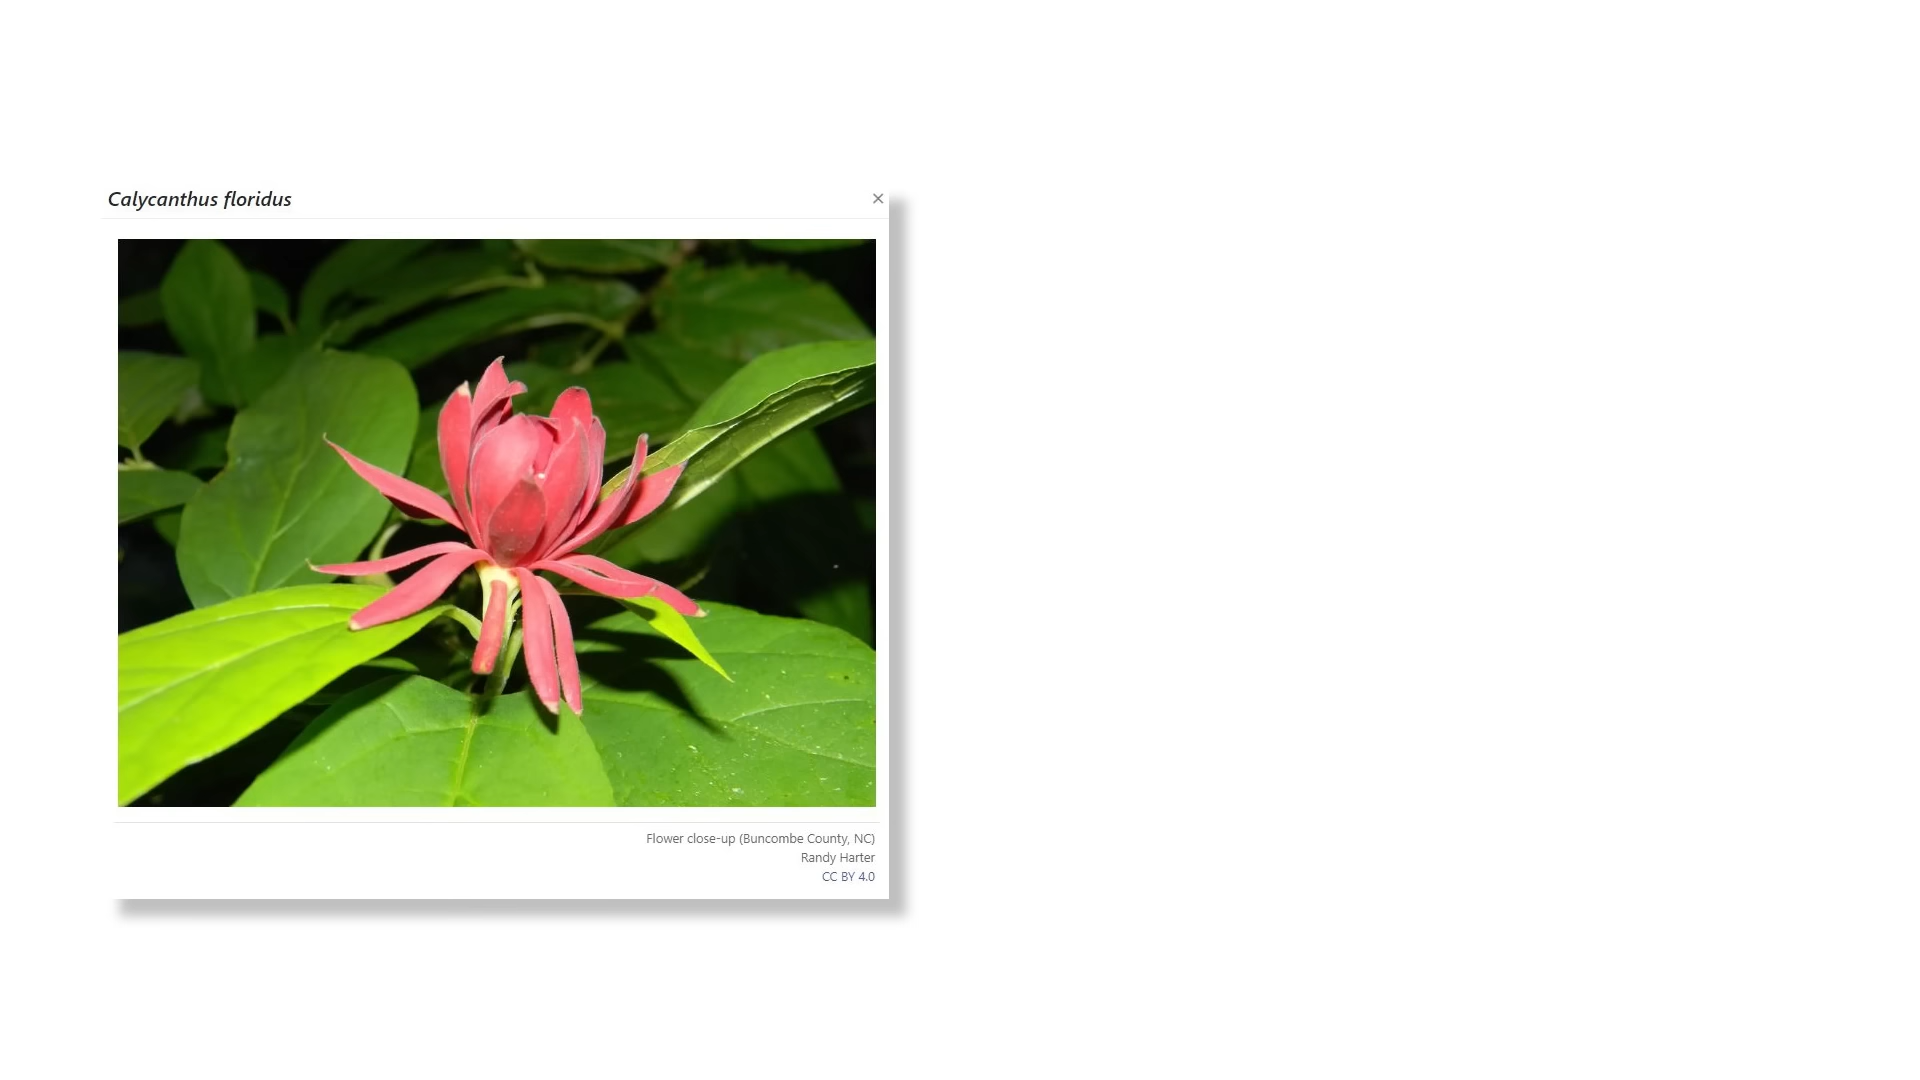 Calycanthus floridus
Flower close-up (Buncombe County, NC)
Randy Harter
CC BY 4.0